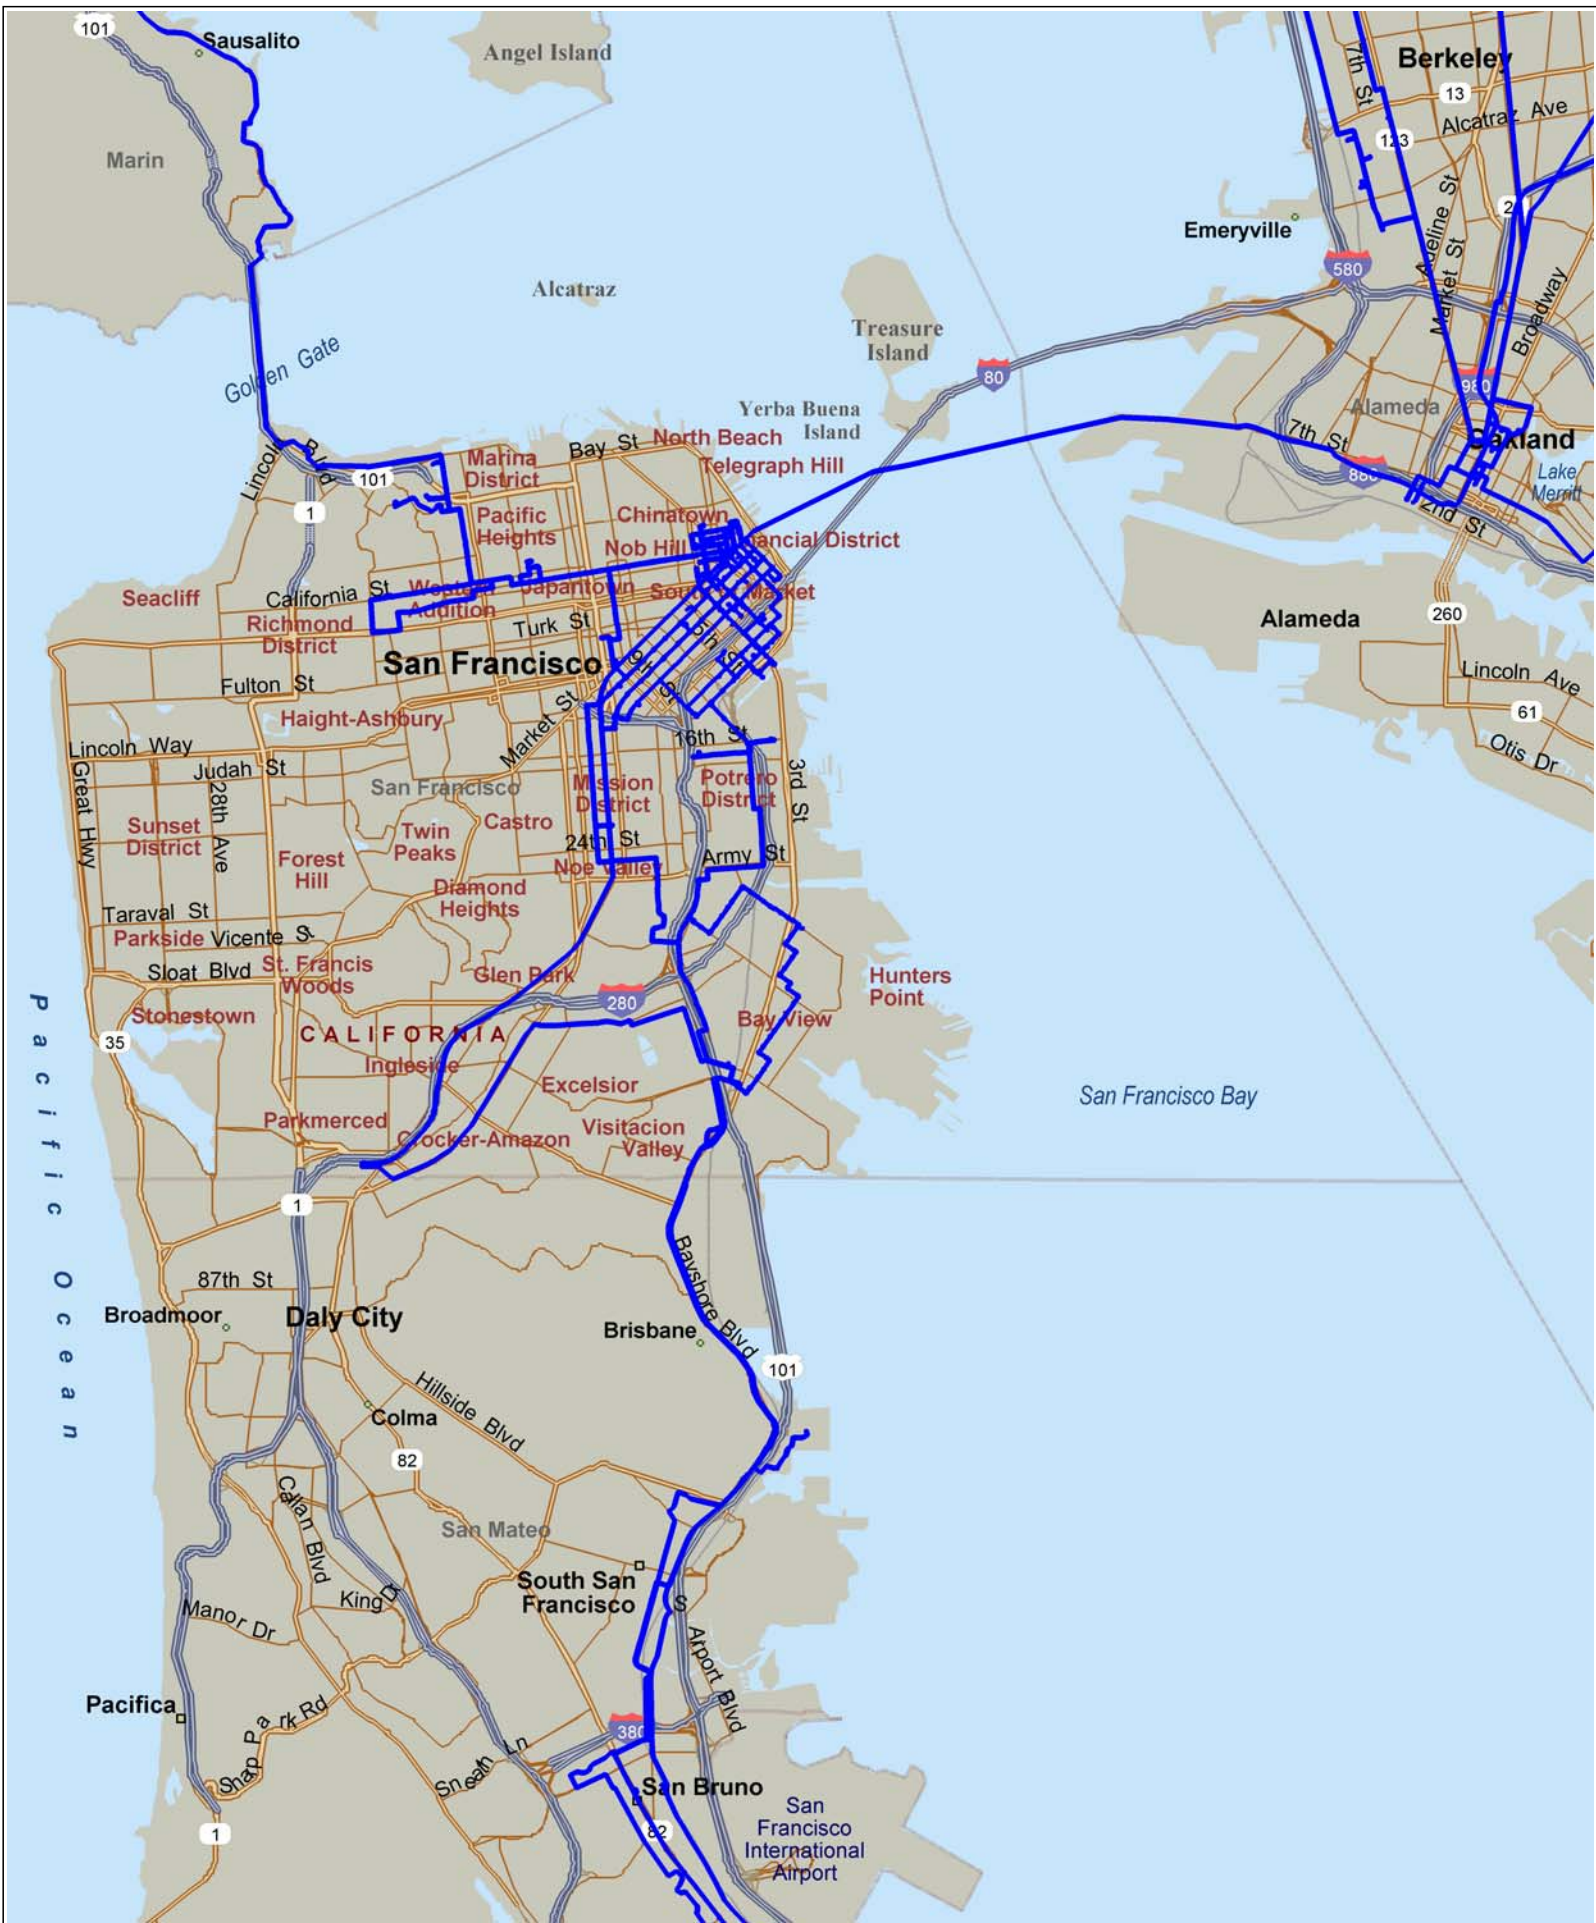 101
Sausalito
Angel Island
Berkeley
7th St
13
Alcatraz Ave
123
Marin
Adeline St
Emeryville
Market St
580
Alcatraz
Treasure
Island
Broadway
Golden Gate
80
980
Yerba Buena
Island
Alameda
Bay St
North Beach
7th St
Oakland
Lincoln Blvd
Marina
District
Telegraph Hill
880
Lake
Merritt
101
1
Pacific
Heights
Chinatown
2nd St
Nob Hill
Financial District
California St
Western
Addition
Japantown
South of Market
Seacliff
Richmond
District
Turk St
5th St
260
Alameda
San Francisco
9th St
Fulton St
Lincoln Ave
Haight-Ashbury
Market St
61
Lincoln Way
16th St
Otis Dr
Judah St
Great Hwy
28th Ave
San Francisco
Mission
District
Potrero
District
3rd St
Sunset
District
Twin
Peaks
Castro
24th St
Forest
Hill
Noe Valley
Army St
Diamond
Heights
Taraval St
Parkside
Vicente St
Sloat Blvd
St. Francis
Woods
Glen Park
Hunters
Point
280
Stonestown
Bay View
CALIFORNIA
35
Ingleside
Excelsior
San Francisco Bay
Parkmerced
Crocker-Amazon
Visitacion
Valley
Pacific Ocean
1
Bayshore Blvd
87th St
Broadmoor
Daly City
Brisbane
101
Hillside Blvd
Colma
82
Callan Blvd
San Mateo
South San
Francisco
King Dr
S
Manor Dr
Airport Blvd
Pacifica
Sharp Park Rd
380
Sneath Ln
San Bruno
San
Francisco
International
Airport
1
82